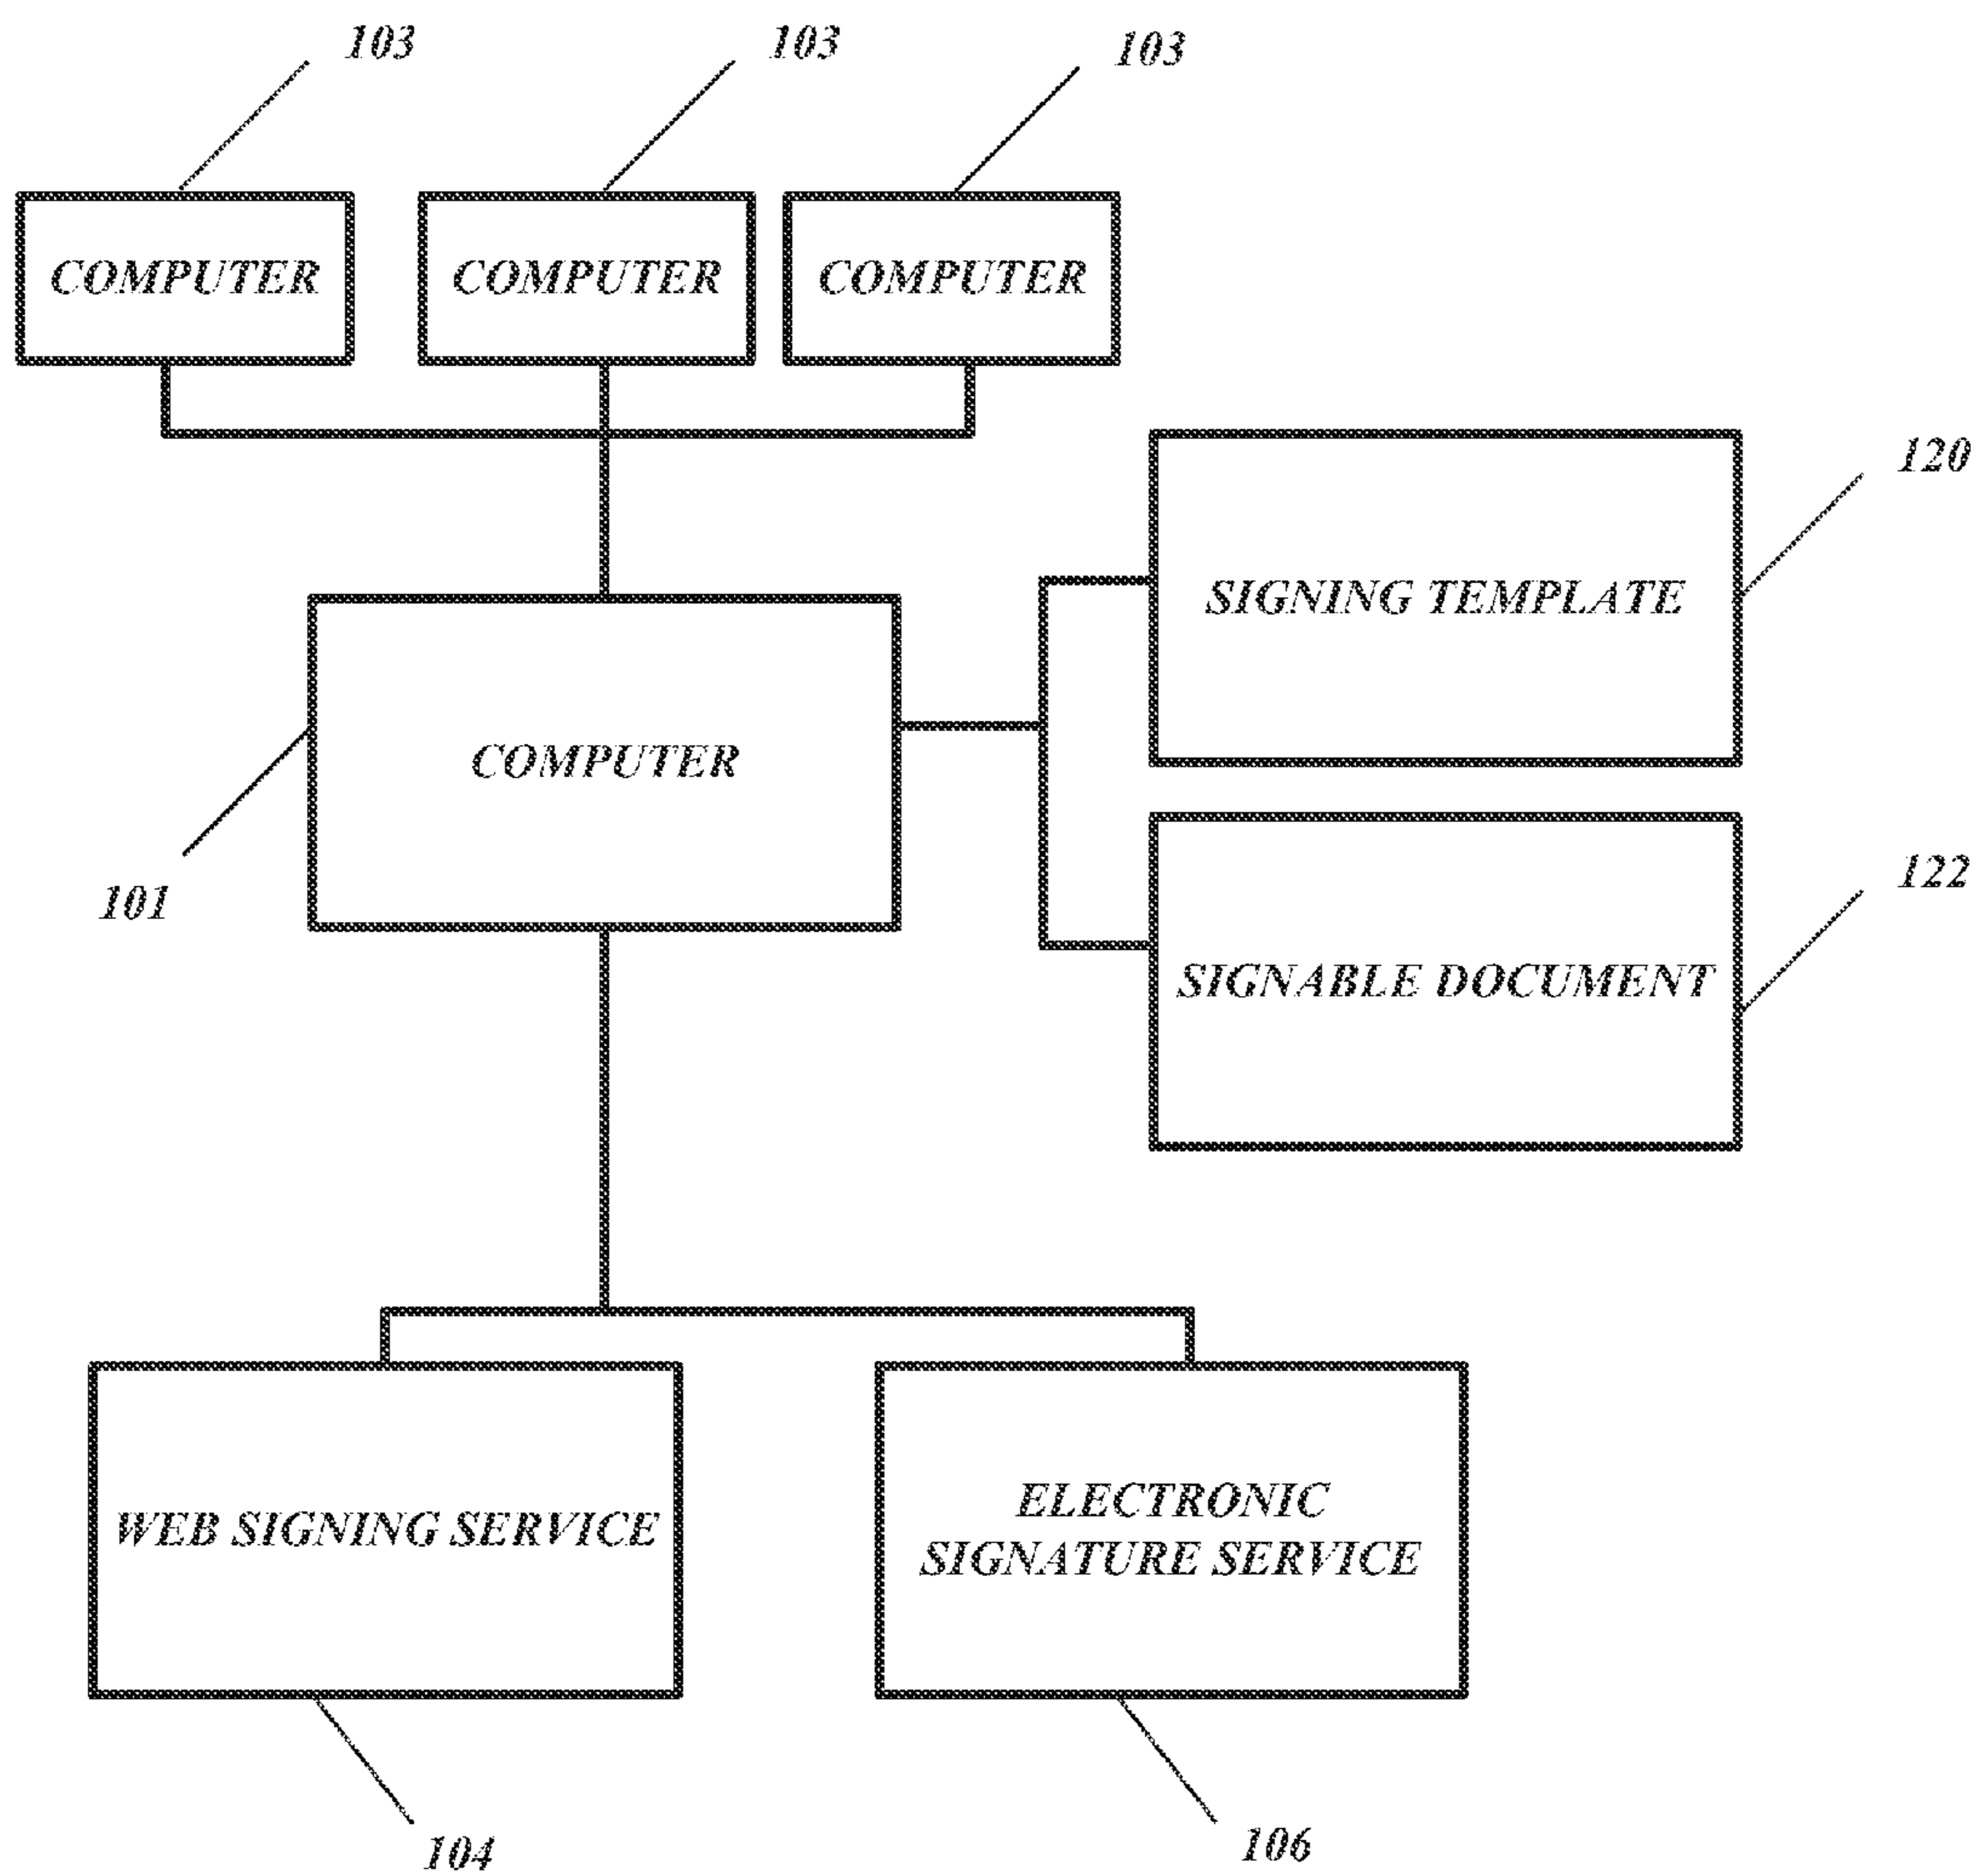 103
103
103
COMPUTER
COMPUTER
COMPUTER
120
SIGNING TEMPLATE
COMPUTER
101
122
SIGNABLE DOCUMENT
WEB SIGNING SERVICE
ELECTRONIC
SIGNATURE SERVICE
104
106